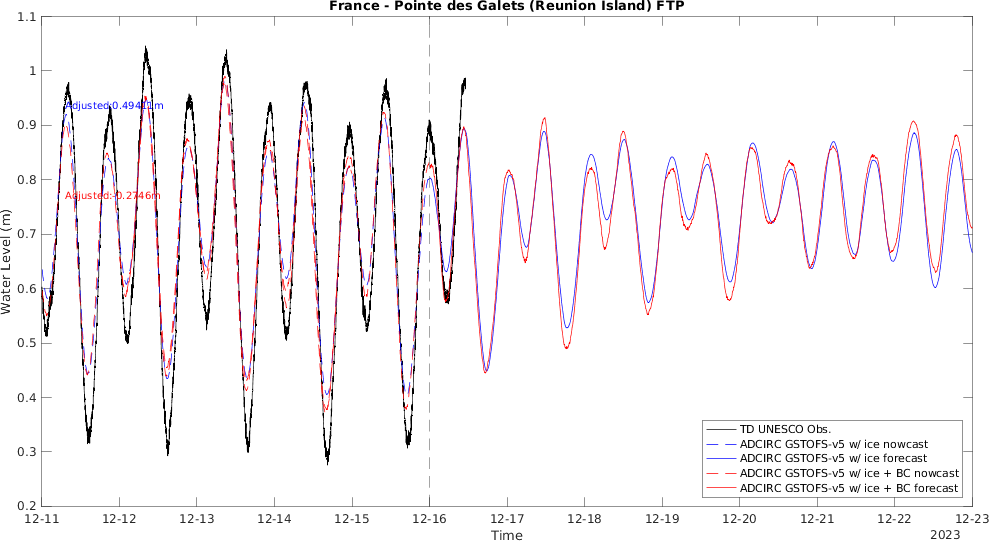 France - Pointe des Galets (Reunion Island) FTP
1.1
1
0.9
0.8
0.7
0.6
0.5
0.4
0.3
0.2
Water Level (m)
Adjusted:0.49411m
Adjusted:-0.2746m
TD UNESCO Obs.
ADCIRC GSTOFS-v5 w/ ice nowcast
ADCIRC GSTOFS-v5 w/ ice forecast
ADCIRC GSTOFS-v5 w/ ice + BC nowcast
ADCIRC GSTOFS-v5 w/ ice + BC forecast
12-11 12-12 12-13 12-14 12-15 12-16 12-17 12-18 12-19 12-20 12-21 12-22 12-23
Time
2023